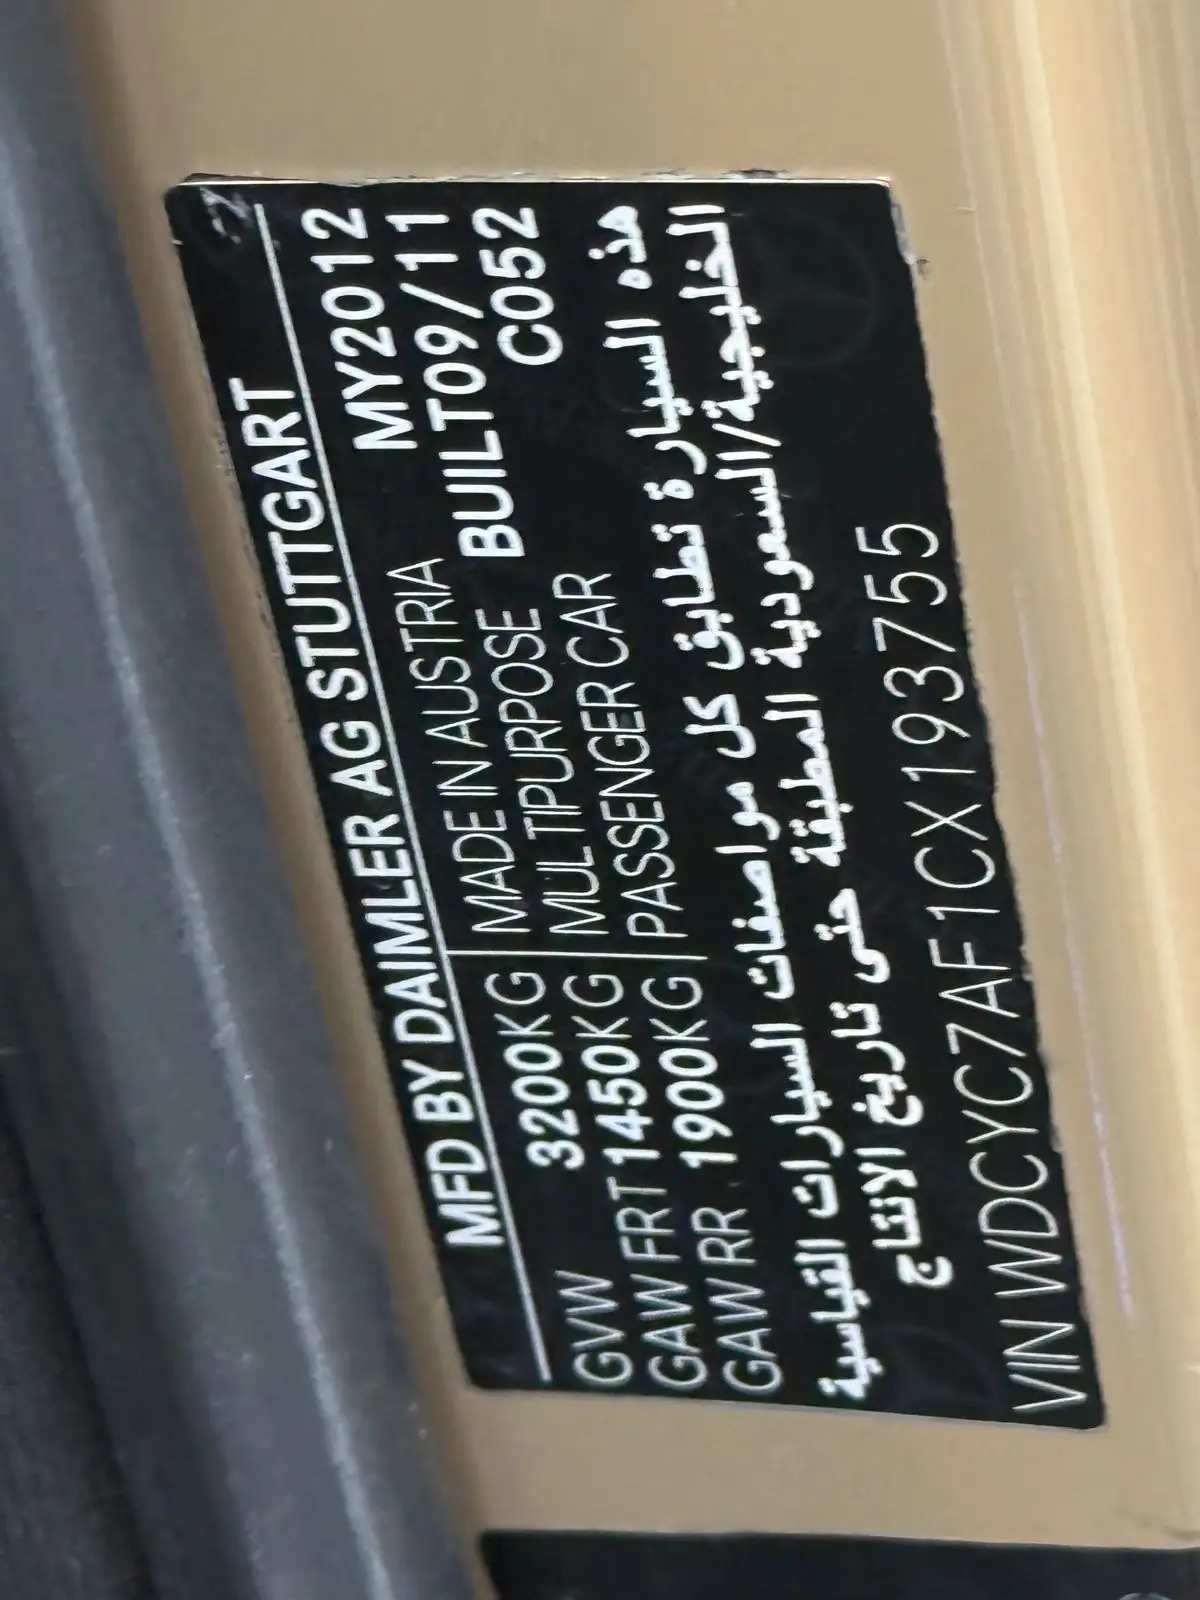 MFD BY DAIMLER AG STUTTGART
GVW 3200KG MADE IN AUSTRIA MY2012
GAW FRT 1450KG MULTIPURPOSE BUILT09/11
GAW RR 1900KG PASSENGER CAR C052
هذه السيارة تطابق كل مواصفات السيارات القياسية
الخليجية/السعودية المطبقة حتى تاريخ الانتاج
VIN WDCYC7AF1CX193755